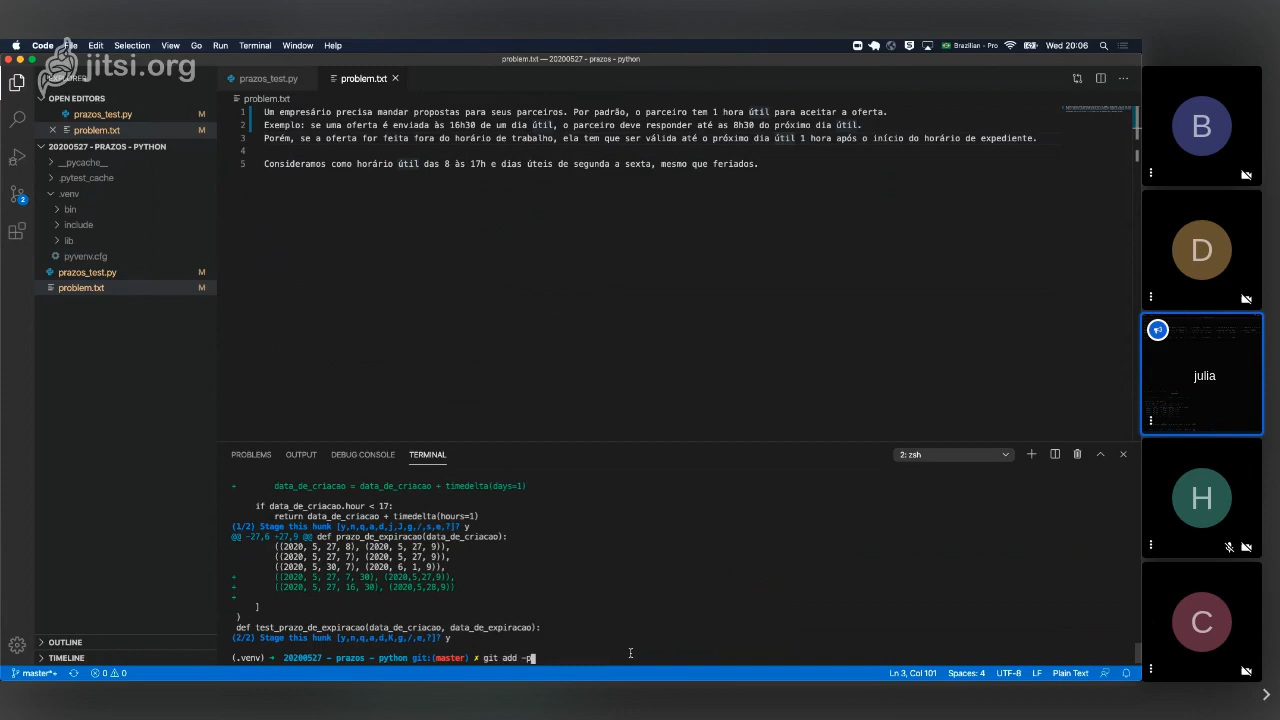 Code File Edit Selection View Go Run Terminal Window Help
Brazilian - Pro Wed 20:06
jitsi.org
problem.txt — 20200527 - prazos - python
EXPLORER
prazos_test.py
problem.txt
OPEN EDITORS
prazos_test.py M
problem.txt M
20200527 - PRAZOS - PYTHON
__pycache__
.pytest_cache
.venv
bin
include
lib
pyvenv.cfg
prazos_test.py M
problem.txt M
OUTLINE
TIMELINE
2
problem.txt
1 Um empresário precisa mandar propostas para seus parceiros. Por padrão, o parceiro tem 1 hora útil para aceitar a oferta.
2 Exemplo: se uma oferta é enviada às 16h30 de um dia útil, o parceiro deve responder até as 8h30 do próximo dia útil.
3 Porém, se a oferta for feita fora do horário de trabalho, ela tem que ser válida até o próximo dia útil 1 hora após o início do horário de expediente.
4
5 Consideramos como horário útil das 8 às 17h e dias úteis de segunda a sexta, mesmo que feriados.
PROBLEMS OUTPUT DEBUG CONSOLE TERMINAL
2: zsh
+ data_de_criacao = data_de_criacao + timedelta(days=1)
if data_de_criacao.hour < 17:
return data_de_criacao + timedelta(hours=1)
(1/2) Stage this hunk [y,n,q,a,d,j,J,g,/,s,e,?]? y
@@ -27,6 +27,9 @@ def prazo_de_expiracao(data_de_criacao):
((2020, 5, 27, 8), (2020, 5, 27, 9)),
((2020, 5, 27, 7), (2020, 5, 27, 9)),
((2020, 5, 30, 7), (2020, 6, 1, 9)),
+ ((2020, 5, 27, 7, 30), (2020,5,27,9)),
+ ((2020, 5, 27, 16, 30), (2020,5,28,9))
+
]
)
def test_prazo_de_expiracao(data_de_criacao, data_de_expiracao):
(2/2) Stage this hunk [y,n,q,a,d,K,g,/,e,?]? y
(.venv) ➜ 20200527 - prazos - python git:(master) ✗ git add -p
master* 0 0
Ln 3, Col 101 Spaces: 4 UTF-8 LF Plain Text
B
D
julia
H
C